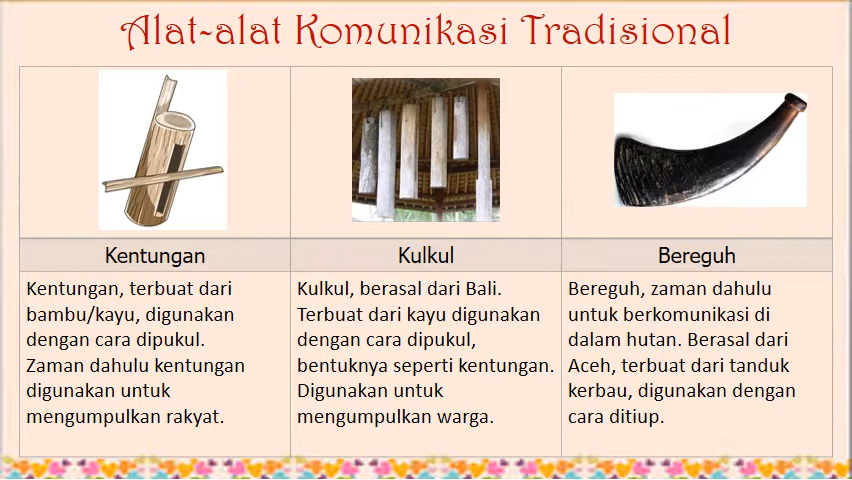 Alat-alat Komunikasi Tradisional
Kentungan
Kulkul
Bereguh
Kentungan, terbuat dari
bambu/kayu, digunakan
dengan cara dipukul.
Zaman dahulu kentungan
digunakan untuk
mengumpulkan rakyat.
Kulkul, berasal dari Bali.
Terbuat dari kayu digunakan
dengan cara dipukul,
bentuknya seperti kentungan.
Digunakan untuk
mengumpulkan warga.
Bereguh, zaman dahulu
untuk berkomunikasi di
dalam hutan. Berasal dari
Aceh, terbuat dari tanduk
kerbau, digunakan dengan
cara ditiup.